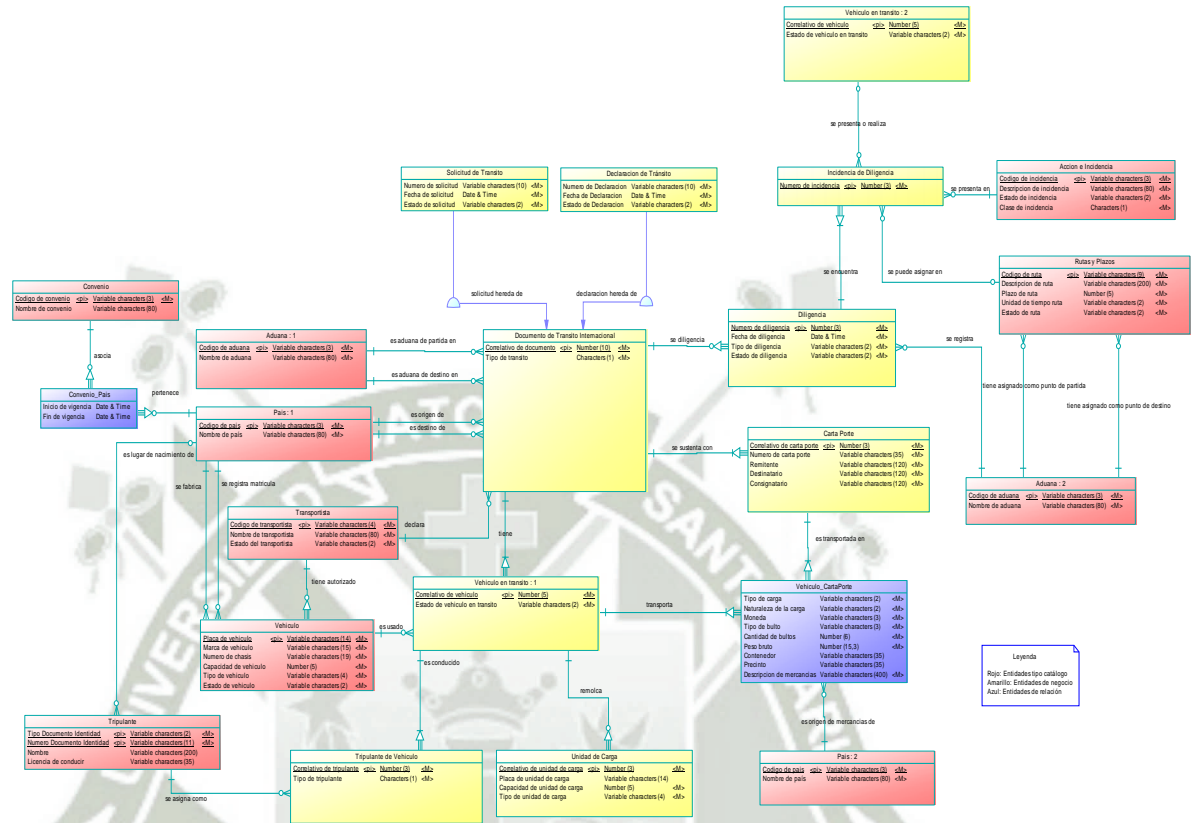 Vehiculo en transito : 2
Correlativo de vehiculo <pi> Number (5) <M>
Estado de vehiculo en transito Variable characters (2) <M>
se presenta o realiza
Solicitud de Transito
Numero de solicitud Variable characters (10) <M>
Fecha de solicitud Date & Time <M>
Estado de solicitud Variable characters (2) <M>
Declaracion de Tránsito
Numero de Declaracion Variable characters (10) <M>
Fecha de Declaracion Date & Time <M>
Estado de Declaracion Variable characters (2) <M>
Incidencia de Diligencia
Numero de incidencia <pi> Number (3) <M>
se presenta en
Accion e Incidencia
Codigo de incidencia <pi> Variable characters (3) <M>
Descripcion de incidencia Variable characters (80) <M>
Estado de incidencia Variable characters (2) <M>
Clase de incidencia Characters (1) <M>
se encuentra
se puede asignar en
Rutas y Plazos
Codigo de ruta <pi> Variable characters (9) <M>
Descripcion de ruta Variable characters (200) <M>
Plazo de ruta Number (5) <M>
Unidad de tiempo ruta Variable characters (2) <M>
Estado de ruta Variable characters (2) <M>
solicitud hereda de
declaracion hereda de
Convenio
Codigo de convenio <pi> Variable characters (3) <M>
Nombre de convenio Variable characters (80)
asocia
Aduana : 1
Codigo de aduana <pi> Variable characters (3) <M>
Nombre de aduana Variable characters (80) <M>
es aduana de partida en
es aduana de destino en
Documento de Transito Internacional
Correlativo de documento <pi> Number (10) <M>
Tipo de transito Characters (1) <M>
se diligencia
Diligencia
Numero de diligencia <pi> Number (3) <M>
Fecha de diligencia Date & Time <M>
Tipo de diligencia Variable characters (2) <M>
Estado de diligencia Variable characters (2) <M>
se registra
tiene asignado como punto de partida
tiene asignado como punto de destino
Convenio_Pais
Inicio de vigencia Date & Time
Fin de vigencia Date & Time
pertenece
Pais : 1
Codigo de pais <pi> Variable characters (3) <M>
Nombre de pais Variable characters (80) <M>
es origen de
es destino de
es lugar de nacimiento de
se fabrica
se registra matricula
se sustenta con
Carta Porte
Correlativo de carta porte <pi> Number (3) <M>
Numero de carta porte Variable characters (35) <M>
Remitente Variable characters (120) <M>
Destinatario Variable characters (120) <M>
Consignatario Variable characters (120) <M>
Aduana : 2
Codigo de aduana <pi> Variable characters (3) <M>
Nombre de aduana Variable characters (80) <M>
Transportista
Codigo de transportista <pi> Variable characters (4) <M>
Nombre de transportista Variable characters (80) <M>
Estado del transportista Variable characters (2) <M>
declara
tiene
es transportada en
tiene autorizado
Vehiculo en transito : 1
Correlativo de vehiculo <pi> Number (5) <M>
Estado de vehiculo en transito Variable characters (2) <M>
transporta
Vehiculo_CartaPorte
Tipo de carga Variable characters (2) <M>
Naturaleza de la carga Variable characters (2) <M>
Moneda Variable characters (3) <M>
Tipo de bulto Variable characters (3) <M>
Cantidad de bultos Number (6) <M>
Peso bruto Number (15,3) <M>
Contenedor Variable characters (35)
Precinto Variable characters (35)
Descripcion de mercancias Variable characters (400) <M>
Vehiculo
Placa de vehiculo <pi> Variable characters (14) <M>
Marca de vehiculo Variable characters (15) <M>
Numero de chasis Variable characters (19) <M>
Capacidad de vehiculo Number (5) <M>
Tipo de vehiculo Variable characters (4) <M>
Estado de vehiculo Variable characters (2) <M>
es usado
es conducido
remolca
Leyenda
Rojo: Entidades tipo catálogo
Amarillo: Entidades de negocio
Azul: Entidades de relación
es origen de mercancias de
Tripulante
Tipo Documento Identidad <pi> Variable characters (2) <M>
Numero Documento Identidad <pi> Variable characters (11) <M>
Nombre Variable characters (200)
Licencia de conducir Variable characters (35)
se asigna como
Tripulante de Vehiculo
Correlativo de tripulante <pi> Number (3) <M>
Tipo de tripulante Characters (1) <M>
Unidad de Carga
Correlativo de unidad de carga <pi> Number (3) <M>
Placa de unidad de carga Variable characters (14)
Capacidad de unidad de carga Number (5) <M>
Tipo de unidad de carga Variable characters (4) <M>
Pais : 2
Codigo de pais <pi> Variable characters (3) <M>
Nombre de pais Variable characters (80) <M>